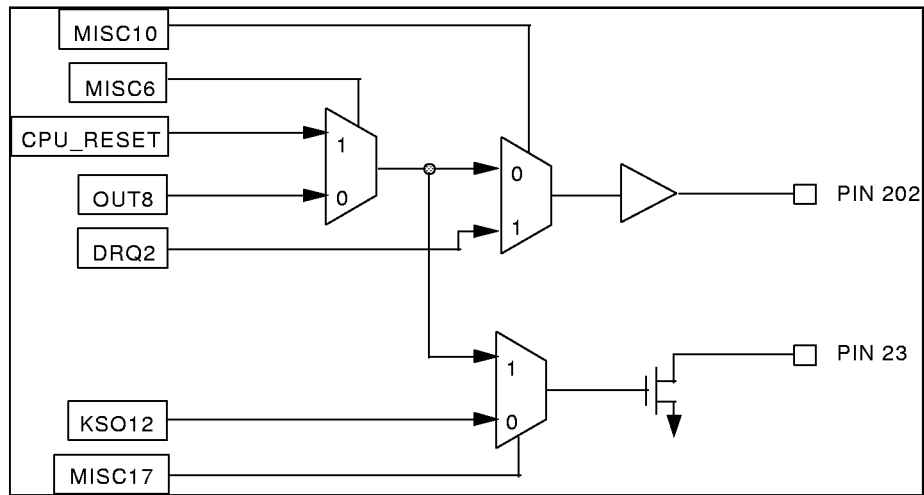 MISC10
MISC6
CPU_RESET
1
0
OUT8
0
PIN 202
1
DRQ2
PIN 23
1
KSO12
0
MISC17